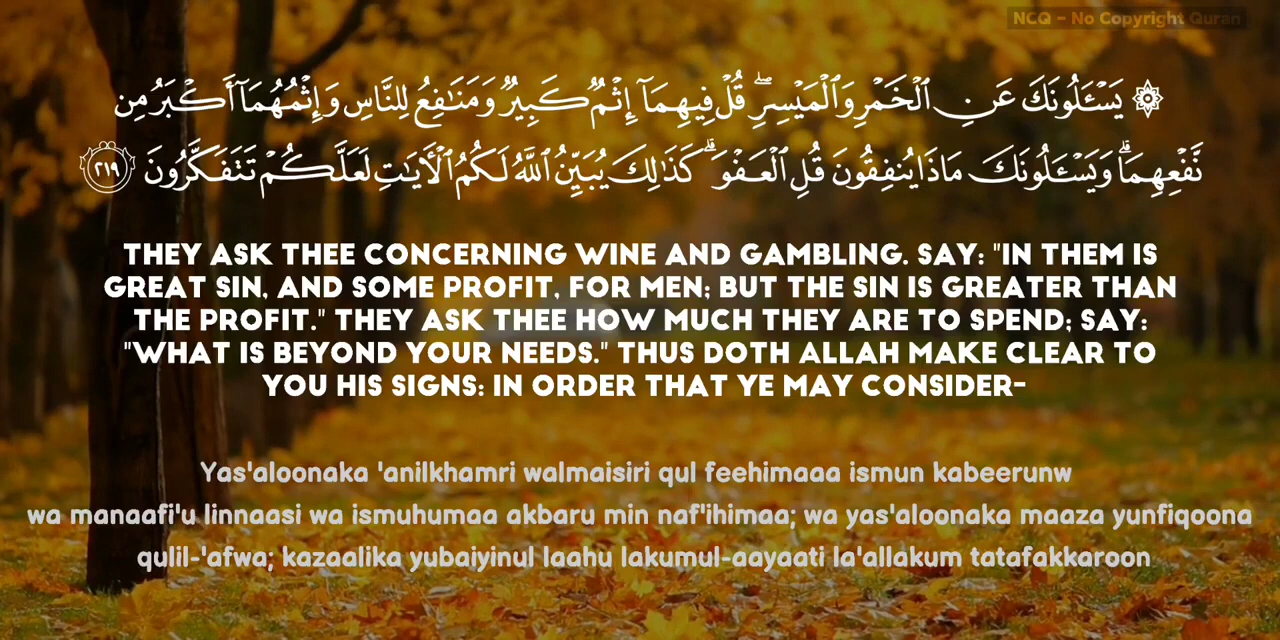 NCQ - No Copyright Quran
۞ يَسْـَٔلُونَكَ عَنِ ٱلْخَمْرِ وَٱلْمَيْسِرِ ۖ قُلْ فِيهِمَآ إِثْمٌ كَبِيرٌ وَمَنَـٰفِعُ لِلنَّاسِ وَإِثْمُهُمَآ أَكْبَرُ مِن
نَّفْعِهِمَا ۗ وَيَسْـَٔلُونَكَ مَاذَا يُنفِقُونَ قُلِ ٱلْعَفْوَ ۗ كَذَٰلِكَ يُبَيِّنُ ٱللَّهُ لَكُمُ ٱلْـَٔايَـٰتِ لَعَلَّكُمْ تَتَفَكَّرُونَ ٢١٩
THEY ASK THEE CONCERNING WINE AND GAMBLING. SAY: "IN THEM IS
GREAT SIN, AND SOME PROFIT, FOR MEN; BUT THE SIN IS GREATER THAN
THE PROFIT." THEY ASK THEE HOW MUCH THEY ARE TO SPEND; SAY:
"WHAT IS BEYOND YOUR NEEDS." THUS DOTH ALLAH MAKE CLEAR TO
YOU HIS SIGNS: IN ORDER THAT YE MAY CONSIDER-
Yas'aloonaka 'anilkhamri walmaisiri qul feehimaaa ismun kabeerunw
wa manaafi'u linnaasi wa ismuhumaa akbaru min naf'ihimaa; wa yas'aloonaka maaza yunfiqoona
qulil-'afwa; kazaalika yubaiyinul laahu lakumul-aayaati la'allakum tatafakkaroon